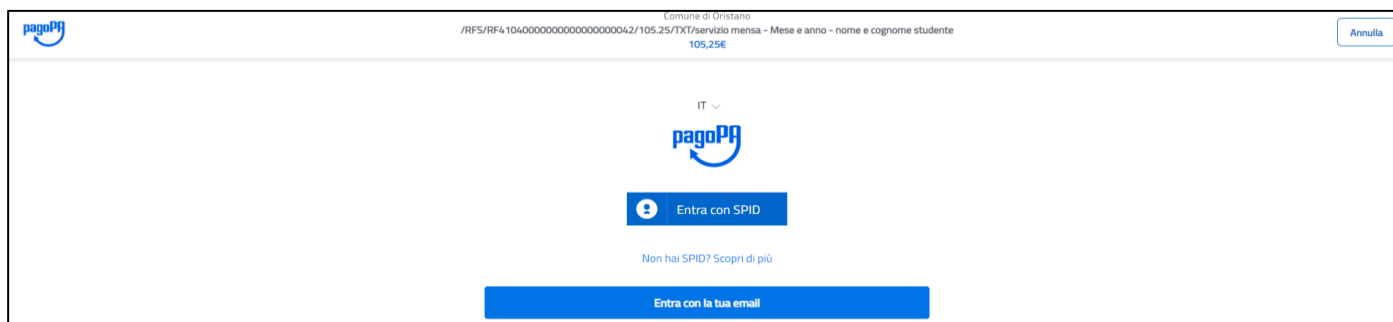 pagoPA
Comune di Oristano
/RFS/RF41040000000000000000042/105.25/TXT/servizio mensa - Mese e anno - nome e cognome studente
105,25€
Annulla
IT
pagoPA
Entra con SPID
Non hai SPID? Scopri di più
Entra con la tua email